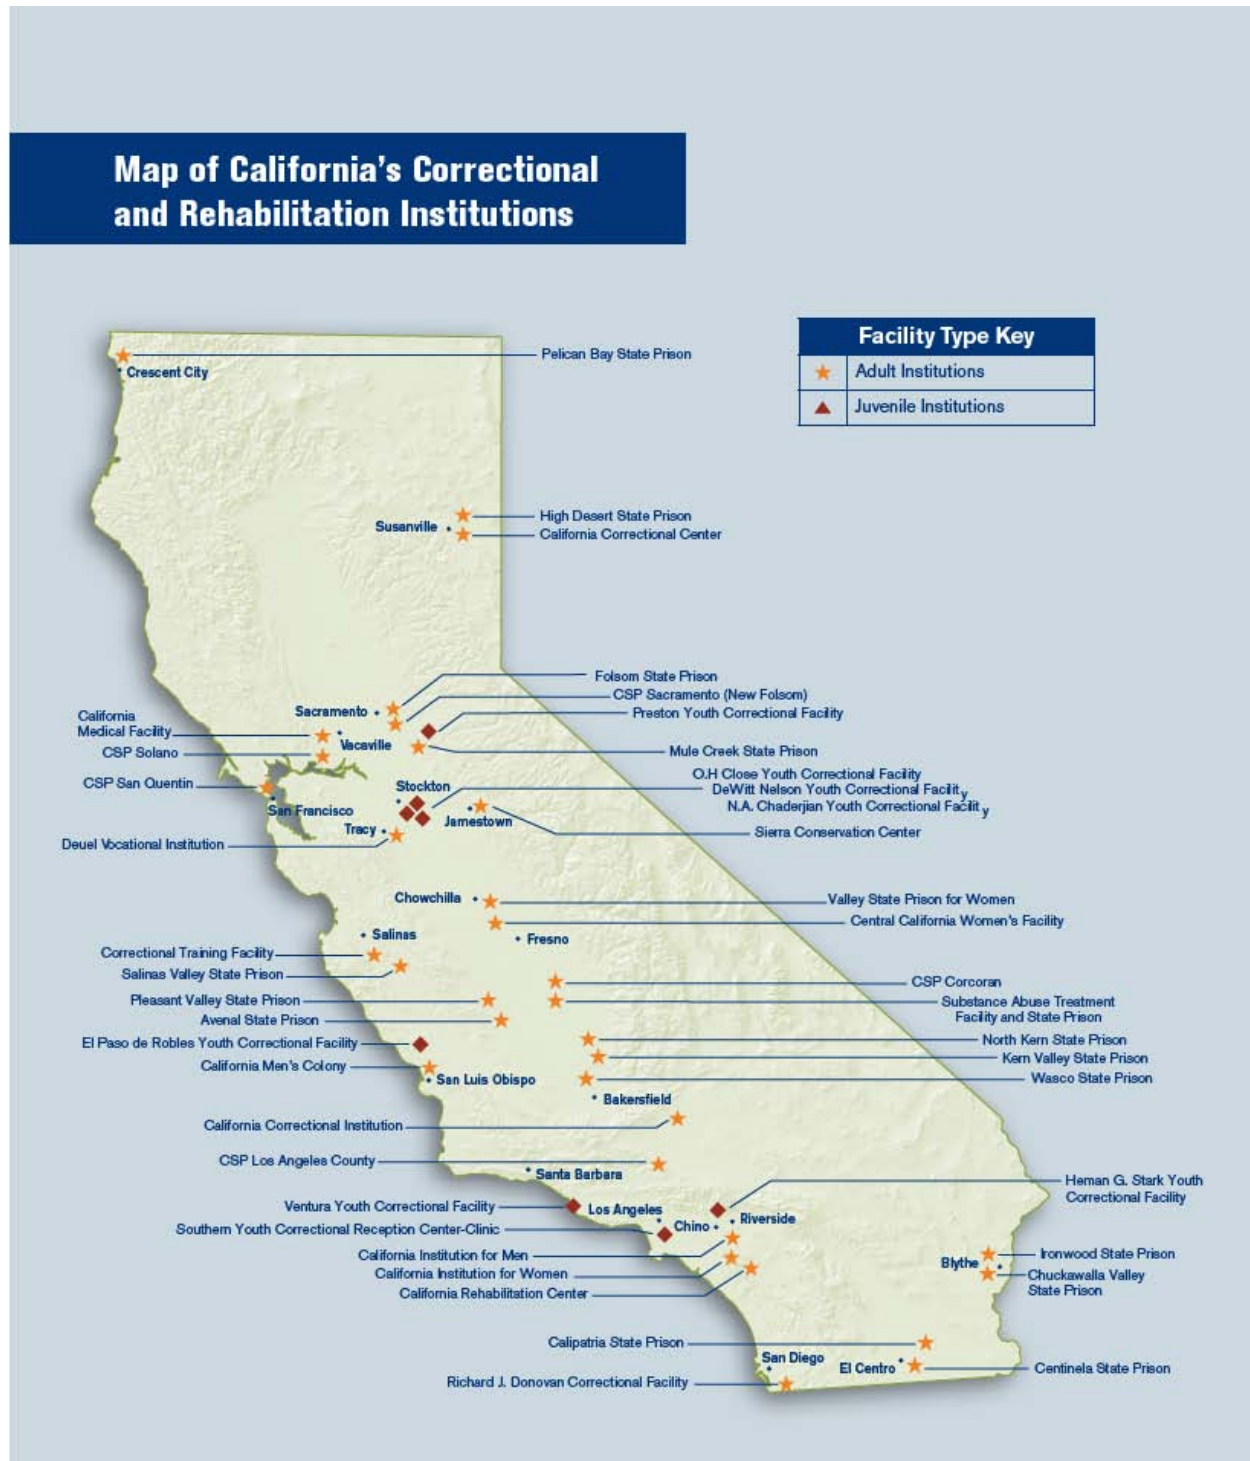 Map of California's Correctional
and Rehabilitation Institutions
Facility Type Key
Adult Institutions
Juvenile Institutions
Pelican Bay State Prison
Crescent City
High Desert State Prison
Susanville
California Correctional Center
Folsom State Prison
CSP Sacramento (New Folsom)
Sacramento
Preston Youth Correctional Facility
California
Medical Facility
Vacaville
CSP Solano
Mule Creek State Prison
O.H Close Youth Correctional Facility
CSP San Quentin
Stockton
DeWitt Nelson Youth Correctional Facility
N.A. Chaderjian Youth Correctional Facility
San Francisco
Jamestown
Tracy
Sierra Conservation Center
Deuel Vocational Institution
Chowchilla
Valley State Prison for Women
Central California Women's Facility
Salinas
Fresno
Correctional Training Facility
Salinas Valley State Prison
CSP Corcoran
Pleasant Valley State Prison
Substance Abuse Treatment
Facility and State Prison
Avenal State Prison
El Paso de Robles Youth Correctional Facility
North Kern State Prison
Kern Valley State Prison
California Men's Colony
San Luis Obispo
Wasco State Prison
Bakersfield
California Correctional Institution
CSP Los Angeles County
Santa Barbara
Heman G. Stark Youth
Correctional Facility
Ventura Youth Correctional Facility
Los Angeles
Southern Youth Correctional Reception Center-Clinic
Chino
Riverside
California Institution for Men
California Institution for Women
California Rehabilitation Center
Ironwood State Prison
Blythe
Chuckawalla Valley
State Prison
Calipatria State Prison
San Diego
El Centro
Centinela State Prison
Richard J. Donovan Correctional Facility